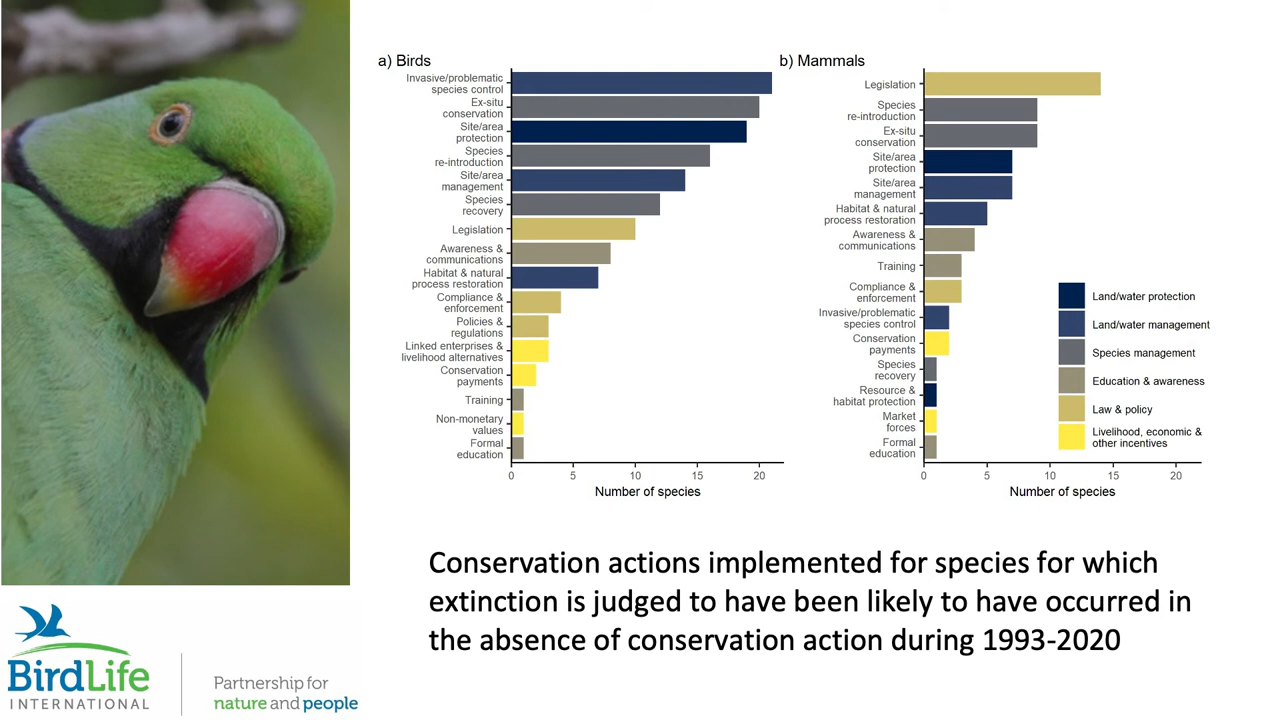 a) Birds
Invasive/problematic
species control
Ex-situ
conservation
Site/area
protection
Species
re-introduction
Site/area
management
Species
recovery
Legislation
Awareness &
communications
Habitat & natural
process restoration
Compliance &
enforcement
Policies &
regulations
Linked enterprises &
livelihood alternatives
Conservation
payments
Training
Non-monetary
values
Formal
education
0 5 10 15 20
Number of species
b) Mammals
Legislation
Species
re-introduction
Ex-situ
conservation
Site/area
protection
Site/area
management
Habitat & natural
process restoration
Awareness &
communications
Training
Compliance &
enforcement
Invasive/problematic
species control
Conservation
payments
Species
recovery
Resource &
habitat protection
Market
forces
Formal
education
0 5 10 15 20
Number of species
Land/water protection
Land/water management
Species management
Education & awareness
Law & policy
Livelihood, economic &
other incentives
Conservation actions implemented for species for which
extinction is judged to have been likely to have occurred in
the absence of conservation action during 1993-2020
BirdLife
INTERNATIONAL
Partnership for
nature and people